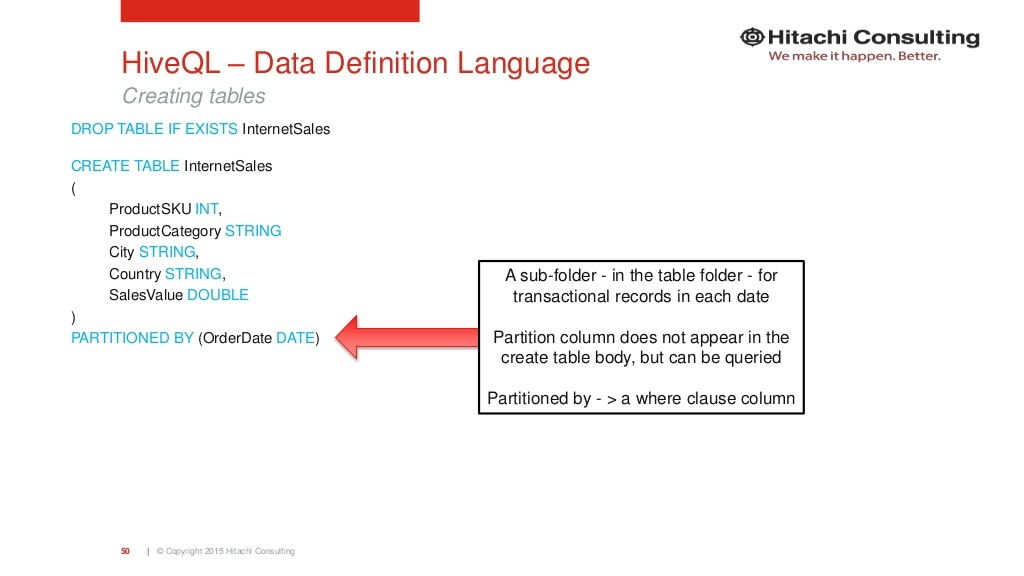 Hitachi Consulting
We make it happen. Better.
HiveQL – Data Definition Language
Creating tables
DROP TABLE IF EXISTS InternetSales
CREATE TABLE InternetSales
(
ProductSKU INT,
ProductCategory STRING
City STRING,
Country STRING,
SalesValue DOUBLE
)
PARTITIONED BY (OrderDate DATE)
A sub-folder - in the table folder - for
transactional records in each date
Partition column does not appear in the
create table body, but can be queried
Partitioned by - > a where clause column
50 | © Copyright 2015 Hitachi Consulting